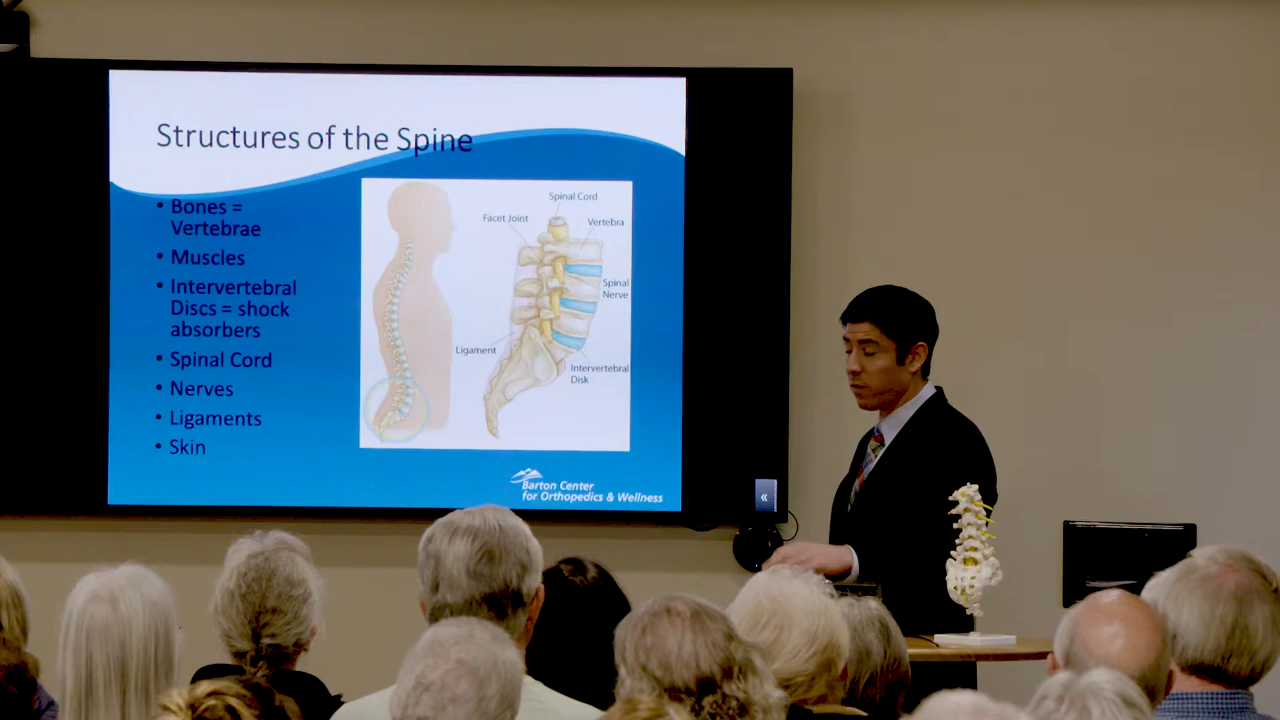 Structures of the Spine
• Bones =
Vertebrae
• Muscles
• Intervertebral
Discs = shock
absorbers
• Spinal Cord
• Nerves
• Ligaments
• Skin
Spinal Cord
Facet Joint
Vertebra
Spinal
Nerve
Ligament
Intervertebral
Disk
Barton Center
for Orthopedics & Wellness
«